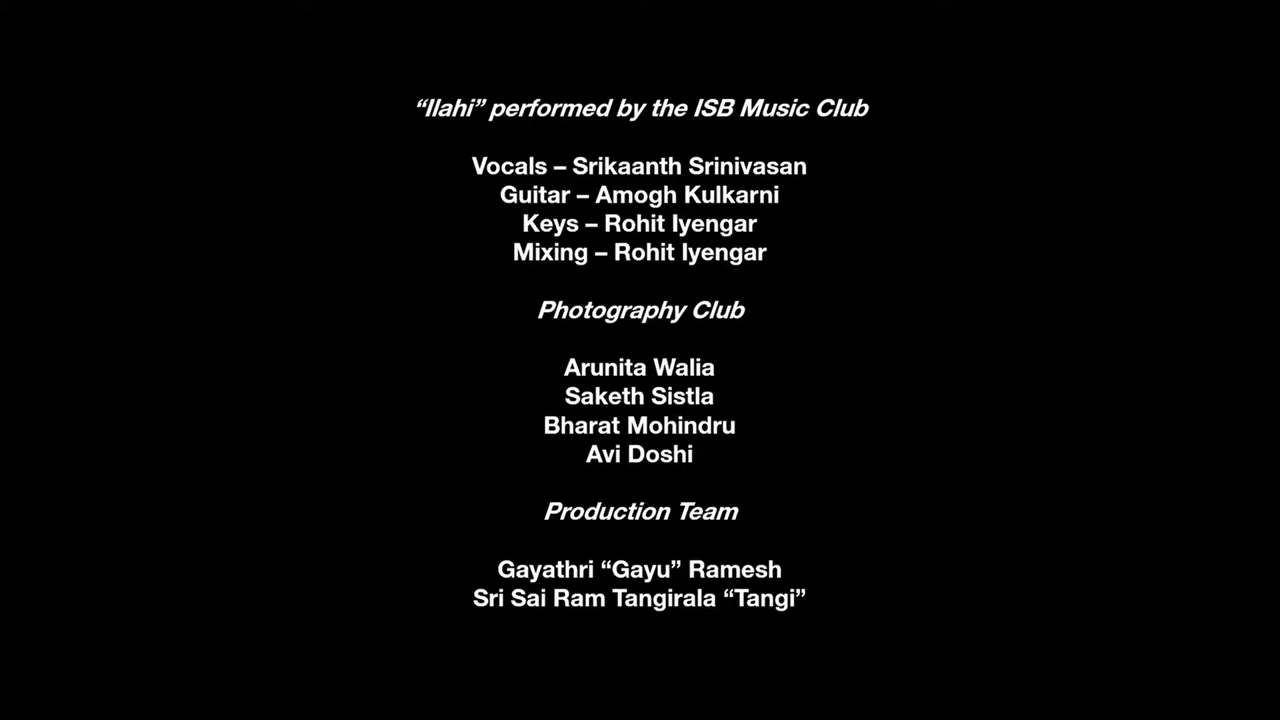 “Ilahi” performed by the ISB Music Club
Vocals – Srikaanth Srinivasan
Guitar – Amogh Kulkarni
Keys – Rohit Iyengar
Mixing – Rohit Iyengar
Photography Club
Arunita Walia
Saketh Sistla
Bharat Mohindru
Avi Doshi
Production Team
Gayathri “Gayu” Ramesh
Sri Sai Ram Tangirala “Tangi”